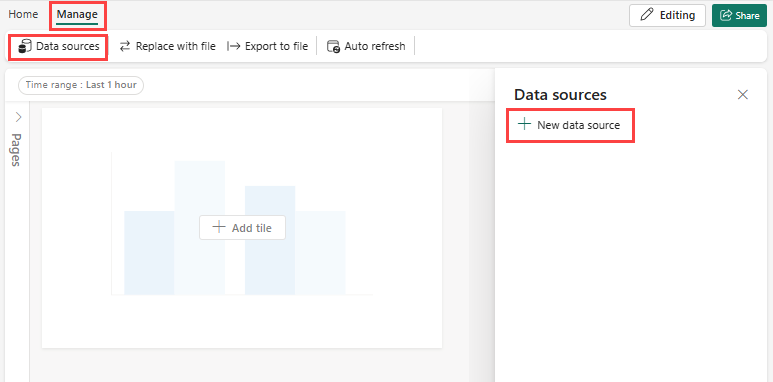 Home Manage Editing Share
Data sources Replace with file Export to file Auto refresh
Time range : Last 1 hour
Data sources
New data source
Pages
Add tile